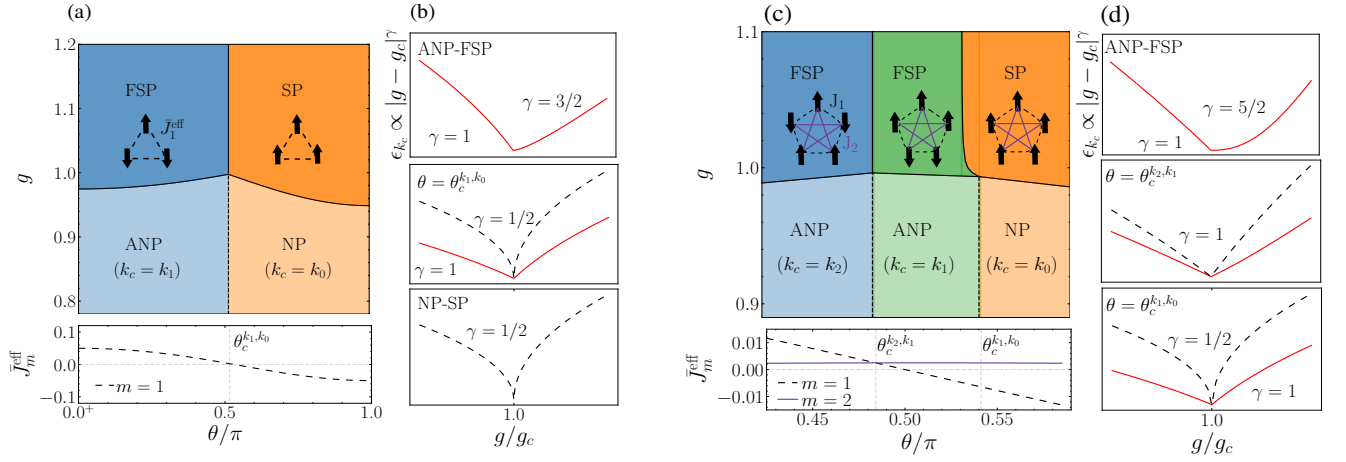 (a)
1.2
1.1
1.0
0.9
0.8
g
FSP
SP
J̄₁ᵉᶠᶠ
ANP
(k_c = k₁)
NP
(k_c = k₀)
0.1
0.0
−0.1
J̄ₘᵉᶠᶠ
θ_c^{k₁,k₀}
m = 1
0.0⁺
0.5
1.0
θ/π
(b)
ϵ_{k_c} ∝ |g − g_c|^γ
ANP-FSP
γ = 3/2
γ = 1
θ = θ_c^{k₁,k₀}
γ = 1/2
γ = 1
NP-SP
γ = 1/2
1.0
g/g_c
(c)
1.1
1.0
0.9
g
FSP
FSP
SP
J₁
J₂
ANP
(k_c = k₂)
ANP
(k_c = k₁)
NP
(k_c = k₀)
0.01
0.00
−0.01
J̄ₘᵉᶠᶠ
θ_c^{k₂,k₁}
θ_c^{k₁,k₀}
m = 1
m = 2
0.45
0.50
0.55
θ/π
(d)
ϵ_{k_c} ∝ |g − g_c|^γ
ANP-FSP
γ = 5/2
γ = 1
θ = θ_c^{k₂,k₁}
γ = 1
θ = θ_c^{k₁,k₀}
γ = 1/2
γ = 1
1.0
g/g_c